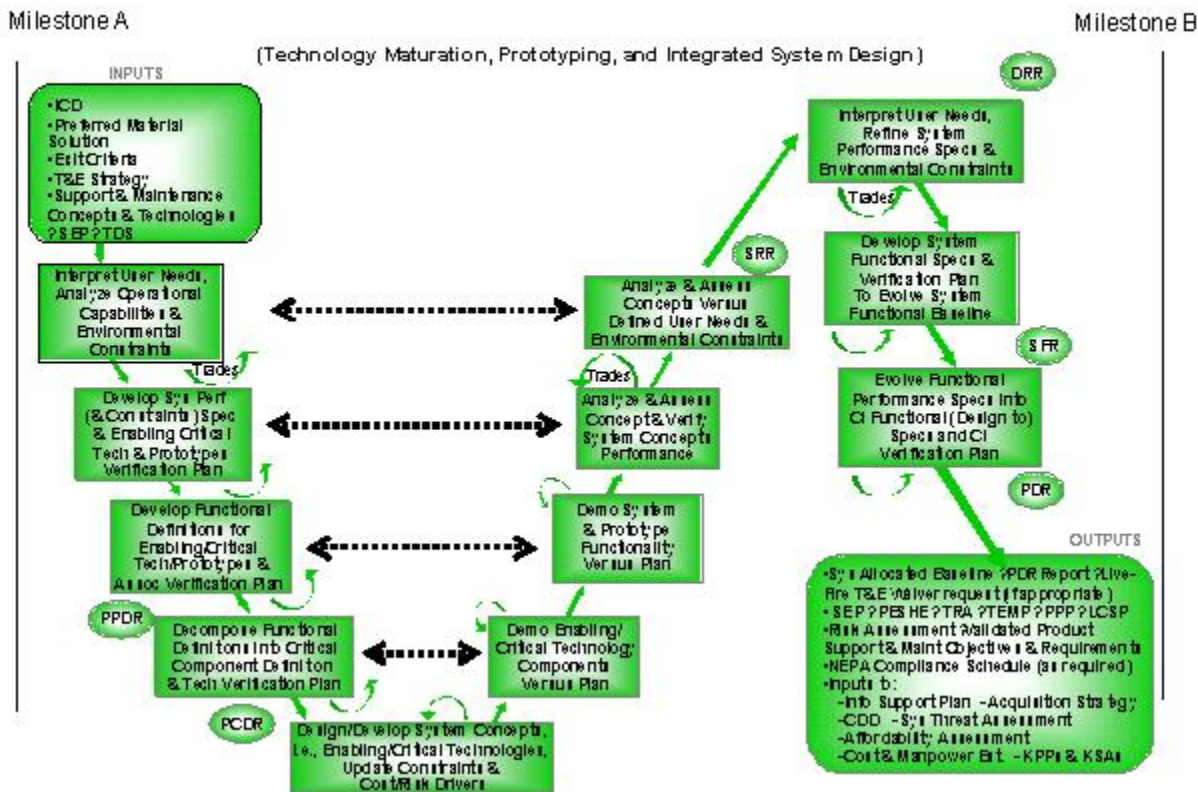 Milestone A
Milestone B
(Technology Maturation, Prototyping, and Integrated System Design)
INPUTS
•ICD
•Preferred Material
Solution
•Exit Criteria
•T&E Strategy
•Support & Maintenance
Concepts & Technologies
?SEP?TDS
Interpret User Needs,
Analyze Operational
Capabilities &
Environmental
Constraints
Trades
Develop Sys Perf
(& Constraints) Spec
& Enabling Critical
Tech & Prototypes
Verification Plan
Develop Functional
Definitions for
Enabling/Critical
Tech/Prototypes &
Assoc Verification Plan
PPDR
Decompose Functional
Definitons into Critical
Component Definiton
& Tech Verification Plan
PCDR
Design/Develop System Concepts,
i.e., Enabling/Critical Technologies,
Update Constraints &
Cost/Risk Drivers
Demo Enabling/
Critical Technology
Components
Versus Plan
Demo System
& Prototype
Functionality
Versus Plan
Trades
Analyze & Assess
Concept & Verify
System Concepts
Performance
SRR
Analyze & Assess
Concepts Versus
Defined User Needs &
Environmental Constraints
DRR
Interpret User Needs,
Refine System
Performance Specs &
Environmental Constraints
Trades
Develop System
Functional Specs &
Verification Plan
To Evolve System
Functional Baseline
SFR
Evolve Functional
Performance Specs into
CI Functional (Design to)
Specs and CI
Verification Plan
PDR
OUTPUTS
•Sys Allocated Baseline ?PDR Report ?Live-
Fire T&E Waiver request (if appropriate)
•SEP ?PESHE ?TRA ?TEMP ?PPP ?LCSP
•Risk Assessment ?Validated Product
Support & Maint Objectives & Requirements
•NEPA Compliance Schedule (as required)
•Inputs to:
-Info Support Plan -Acquisition Strategy
-CDD -Sys Threat Assessment
-Affordability Assessment
-Cost & Manpower Est. -KPPs & KSAs